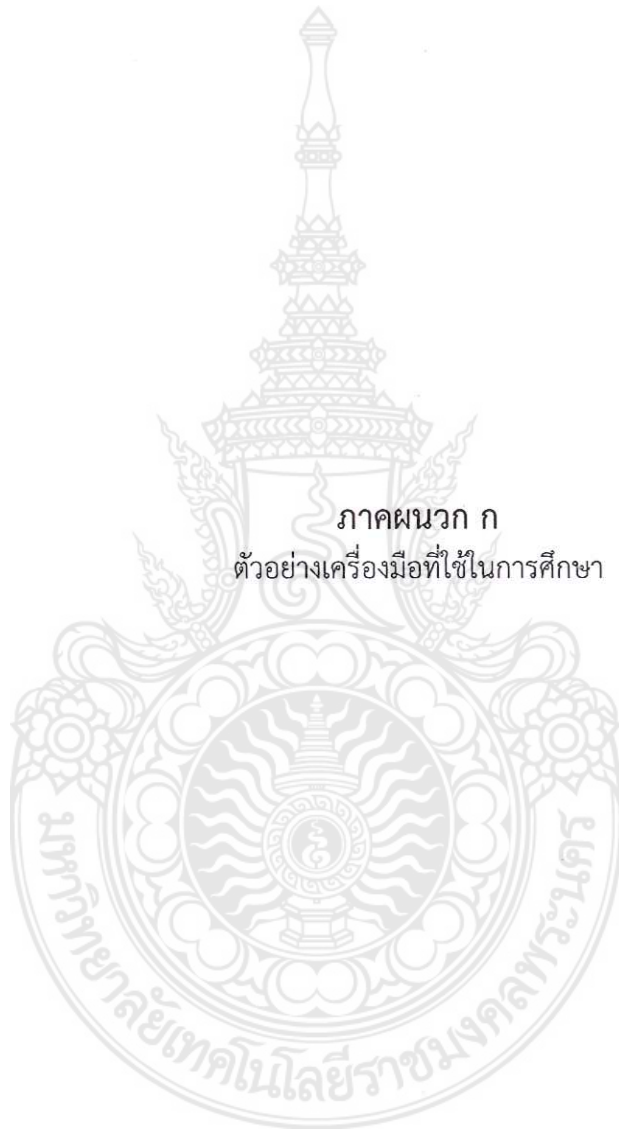 ภาคผนวก ก
ตัวอย่างเครื่องมือที่ใช้ในการศึกษา
มหาวิทยาลัยเทคโนโลยีราชมงคลพระนคร